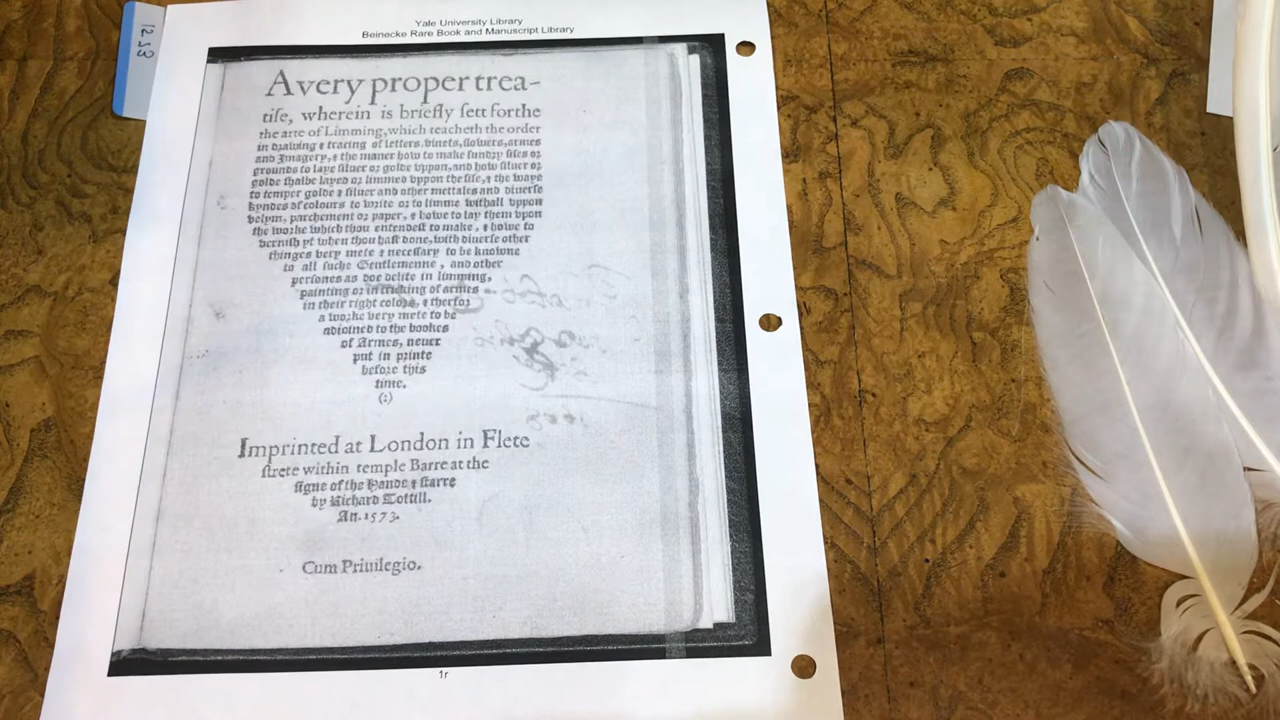 Yale University Library
Beinecke Rare Book and Manuscript Library
12 53
A very proper trea-
tiſe, wherein is briefly ſett forthe
the arte of Limming, which teacheth the order
in drawing & tracing of letters, vinets, flowers, armes
and Imagery, & the maner how to make ſundry ſiſes or
grounds to laye ſiluer or golde vppon, and how ſiluer or
golde ſhalbe layed or limmed vppon the ſiſe, & the waye
to temper golde & ſiluer and other mettales and diuerſe
kyndes of colours to write or to limme withall vppon
velym, parchement or paper, & howe to lay them vpon
the worke which thou entendeſt to make, & howe to
verniſh yt when thou haſt done, with diuerſe other
thinges very mete & neceſſary to be knowne
to all ſuche Gentlemenne, and other
perſones as doe delite in limming,
painting or in tricking of armes
in their right colors, & therfor
a worke very mete to be
adioined to the bookes
of Armes, neuer
put in printe
before this
time.
(:)
Imprinted at London in Flete
ſtrete within temple Barre at the
ſigne of the Hande & ſtarre
by Richard Tottill.
An. 1573.
Cum Priuilegio.
1r